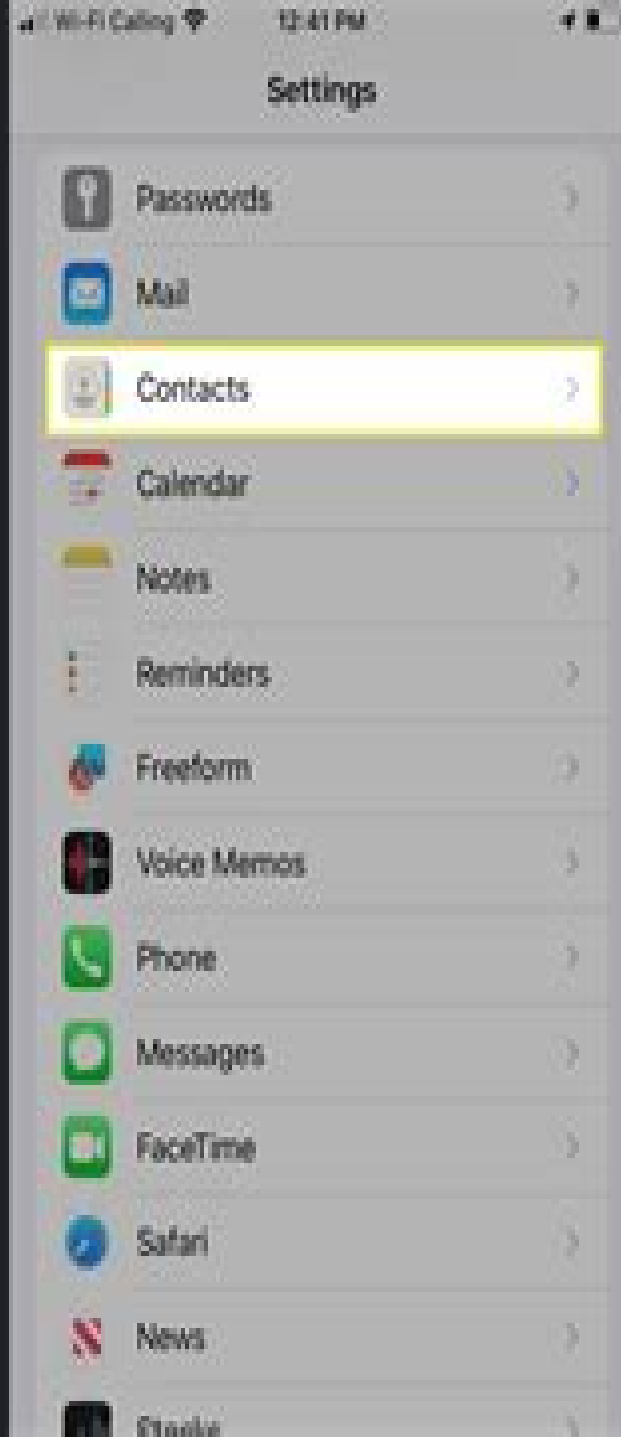 Wi-Fi Calling 12:41 PM
Settings
Passwords
Mail
Contacts
Calendar
Notes
Reminders
Freeform
Voice Memos
Phone
Messages
FaceTime
Safari
News